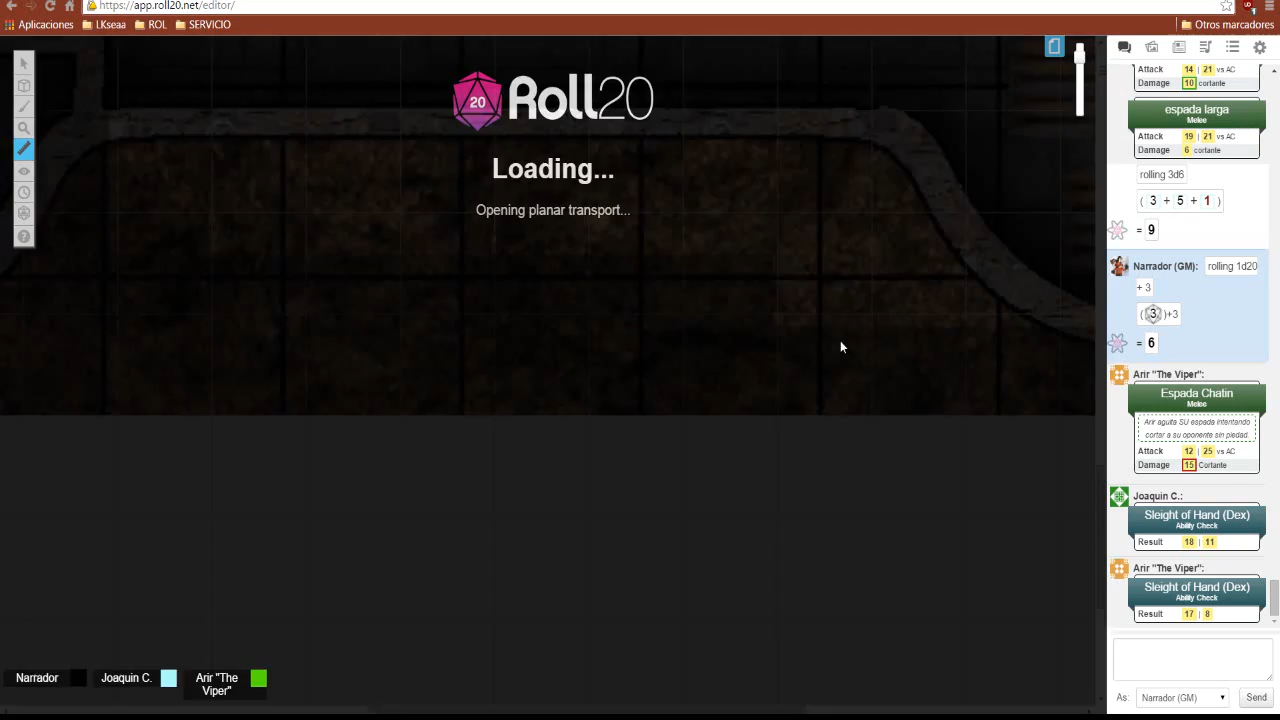 https://app.roll20.net/editor/
Aplicaciones LKseaa ROL SERVICIO Otros marcadores
20 Roll20
Loading...
Opening planar transport...
Attack 14 | 21 vs AC
Damage 10 cortante
espada larga
Melee
Attack 19 | 21 vs AC
Damage 6 cortante
rolling 3d6
( 3 + 5 + 1 )
= 9
Narrador (GM): rolling 1d20
+ 3
( 3 )+3
= 6
Arir "The Viper":
Espada Chatin
Melee
Arir aguita SU espada intentando
cortar a su oponente sin piedad.
Attack 12 | 25 vs AC
Damage 15 Cortante
Joaquin C.:
Sleight of Hand (Dex)
Ability Check
Result 18 | 11
Arir "The Viper":
Sleight of Hand (Dex)
Ability Check
Result 17 | 8
Narrador Joaquin C. Arir "The
Viper"
As: Narrador (GM) Send